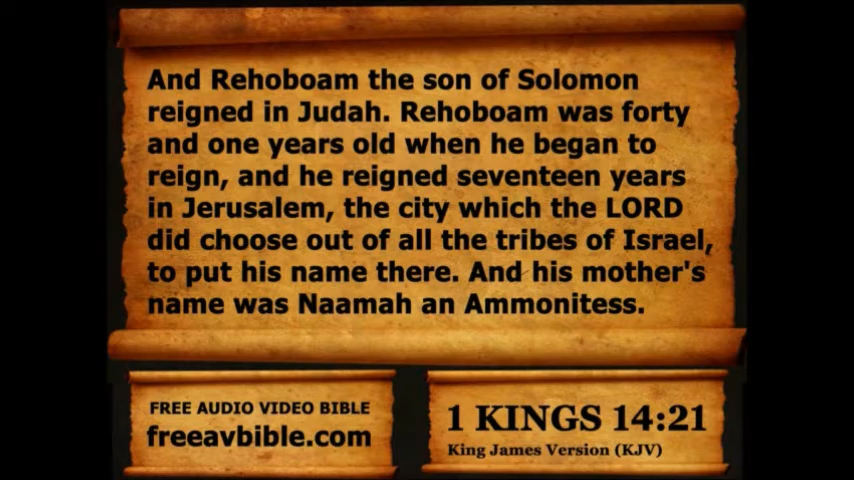 And Rehoboam the son of Solomon
reigned in Judah. Rehoboam was forty
and one years old when he began to
reign, and he reigned seventeen years
in Jerusalem, the city which the LORD
did choose out of all the tribes of Israel,
to put his name there. And his mother's
name was Naamah an Ammonitess.
FREE AUDIO VIDEO BIBLE
freeavbible.com
1 KINGS 14:21
King James Version (KJV)